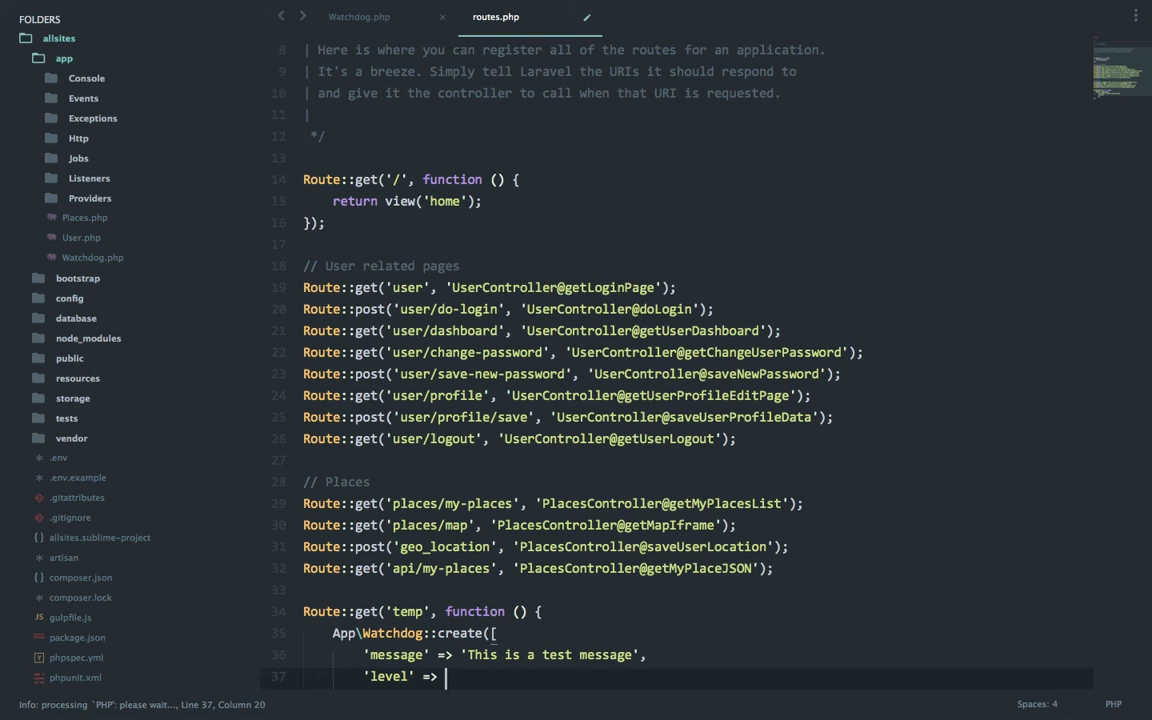 FOLDERS
allsites
app
Console
Events
Exceptions
Http
Jobs
Listeners
Providers
Places.php
User.php
Watchdog.php
bootstrap
config
database
node_modules
public
resources
storage
tests
vendor
.env
.env.example
.gitattributes
.gitignore
allsites.sublime-project
artisan
composer.json
composer.lock
gulpfile.js
package.json
phpspec.yml
phpunit.xml
Watchdog.php
routes.php
8 | Here is where you can register all of the routes for an application.
9 | It's a breeze. Simply tell Laravel the URIs it should respond to
10 | and give it the controller to call when that URI is requested.
11 |
12 */
13
14 Route::get('/', function () {
15 return view('home');
16 });
17
18 // User related pages
19 Route::get('user', 'UserController@getLoginPage');
20 Route::post('user/do-login', 'UserController@doLogin');
21 Route::get('user/dashboard', 'UserController@getUserDashboard');
22 Route::get('user/change-password', 'UserController@getChangeUserPassword');
23 Route::post('user/save-new-password', 'UserController@saveNewPassword');
24 Route::get('user/profile', 'UserController@getUserProfileEditPage');
25 Route::post('user/profile/save', 'UserController@saveUserProfileData');
26 Route::get('user/logout', 'UserController@getUserLogout');
27
28 // Places
29 Route::get('places/my-places', 'PlacesController@getMyPlacesList');
30 Route::get('places/map', 'PlacesController@getMapIframe');
31 Route::post('geo_location', 'PlacesController@saveUserLocation');
32 Route::get('api/my-places', 'PlacesController@getMyPlaceJSON');
33
34 Route::get('temp', function () {
35 App\Watchdog::create([
36 'message' => 'This is a test message',
37 'level' =>
Info: processing `PHP': please wait..., Line 37, Column 20
Spaces: 4
PHP